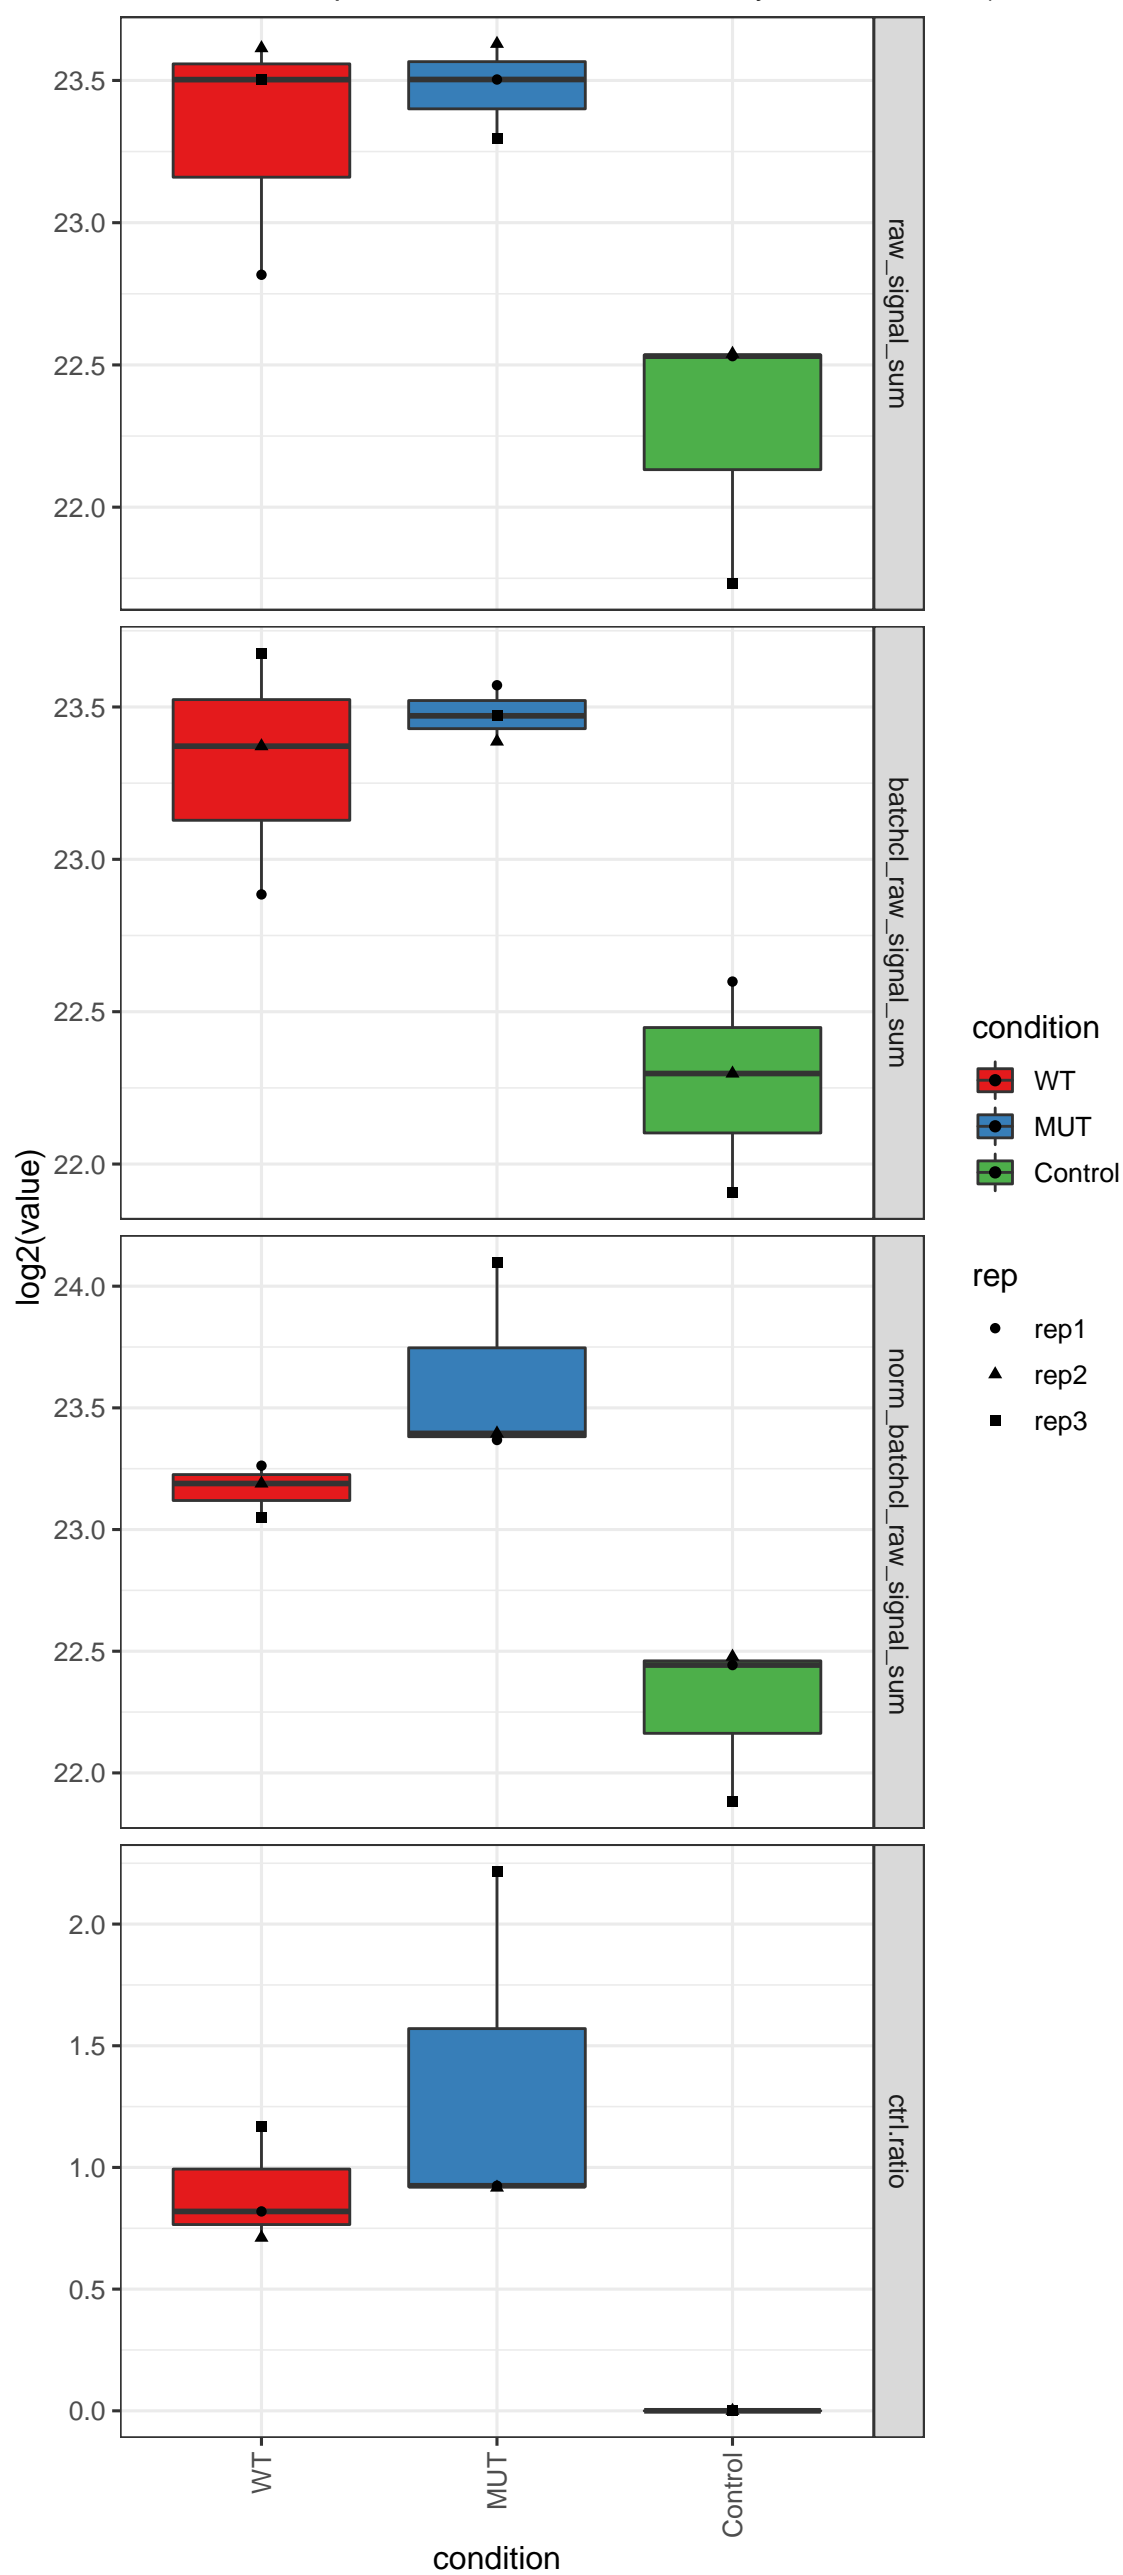 23.5
23.0
22.5
22.0
raw_signal_sum
23.5
23.0
22.5
22.0
batchcl_raw_signal_sum
24.0
23.5
23.0
22.5
22.0
norm_batchcl_raw_signal_sum
2.0
1.5
1.0
0.5
0.0
ctrl.ratio
log2(value)
WT
MUT
Control
condition
condition
WT
MUT
Control
rep
rep1
rep2
rep3